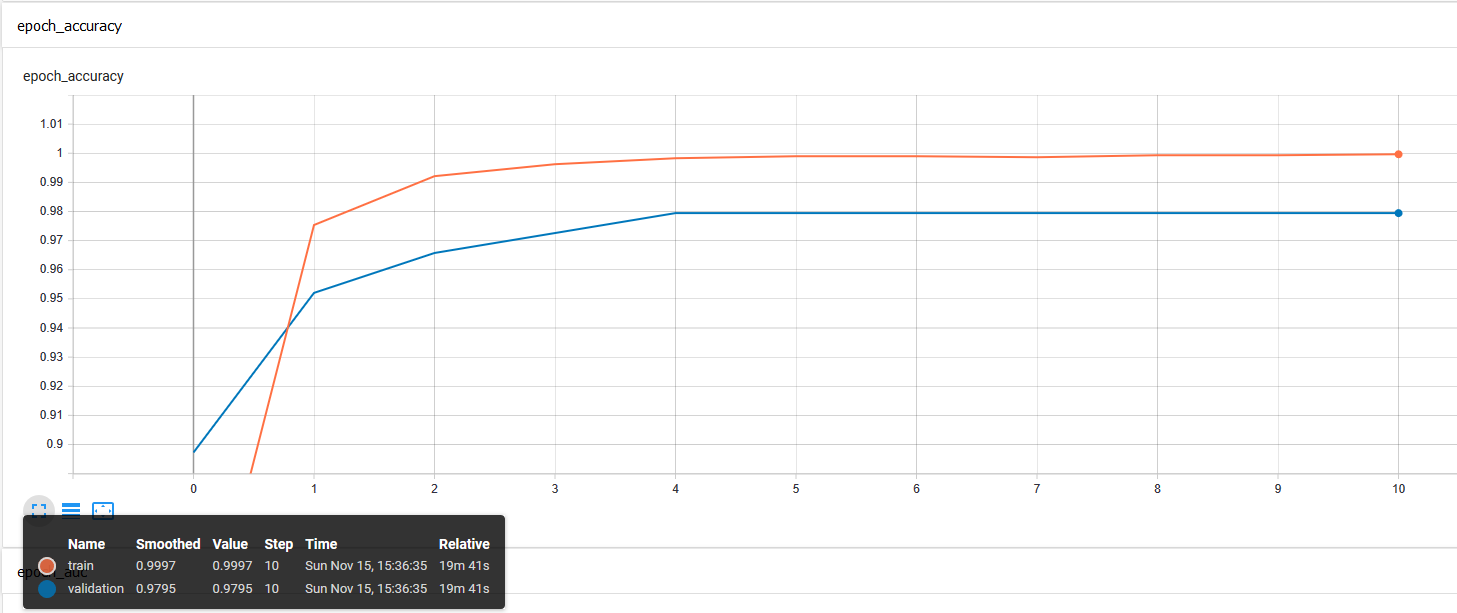 epoch_accuracy
epoch_accuracy
1.01
1
0.99
0.98
0.97
0.96
0.95
0.94
0.93
0.92
0.91
0.9
0 1 2 3 4 5 6 7 8 9 10
Name Smoothed Value Step Time Relative
train 0.9997 0.9997 10 Sun Nov 15, 15:36:35 19m 41s
validation 0.9795 0.9795 10 Sun Nov 15, 15:36:35 19m 41s
epoch_auc